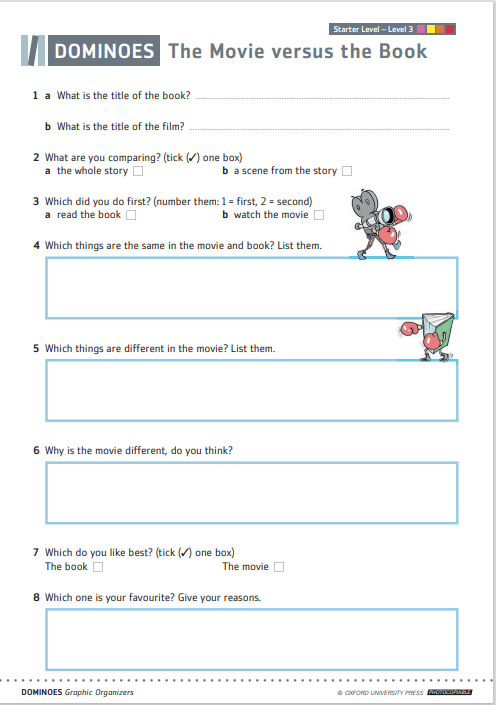 Starter Level – Level 3
DOMINOES The Movie versus the Book
1 a What is the title of the book?
b What is the title of the film?
2 What are you comparing? (tick (✓) one box)
a the whole story b a scene from the story
3 Which did you do first? (number them: 1 = first, 2 = second)
a read the book b watch the movie
4 Which things are the same in the movie and book? List them.
5 Which things are different in the movie? List them.
6 Why is the movie different, do you think?
7 Which do you like best? (tick (✓) one box)
The book The movie
8 Which one is your favourite? Give your reasons.
DOMINOES Graphic Organizers © OXFORD UNIVERSITY PRESS PHOTOCOPIABLE